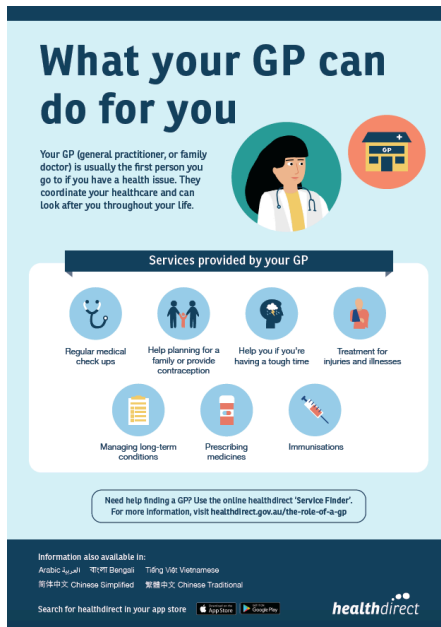 What your GP can
do for you
Your GP (general practitioner, or family
doctor) is usually the first person you
go to if you have a health issue. They
coordinate your healthcare and can
look after you throughout your life.
GP
Services provided by your GP
Regular medical
check ups
Help planning for a
family or provide
contraception
Help you if you're
having a tough time
Treatment for
injuries and illnesses
Managing long-term
conditions
Prescribing
medicines
Immunisations
Need help finding a GP? Use the online healthdirect 'Service Finder'.
For more information, visit healthdirect.gov.au/the-role-of-a-gp
Information also available in:
Arabic العربية বাংলা Bengali Tiếng Việt Vietnamese
简体中文 Chinese Simplified 繁體中文 Chinese Traditional
Search for healthdirect in your app store
App Store
Google Play
healthdirect